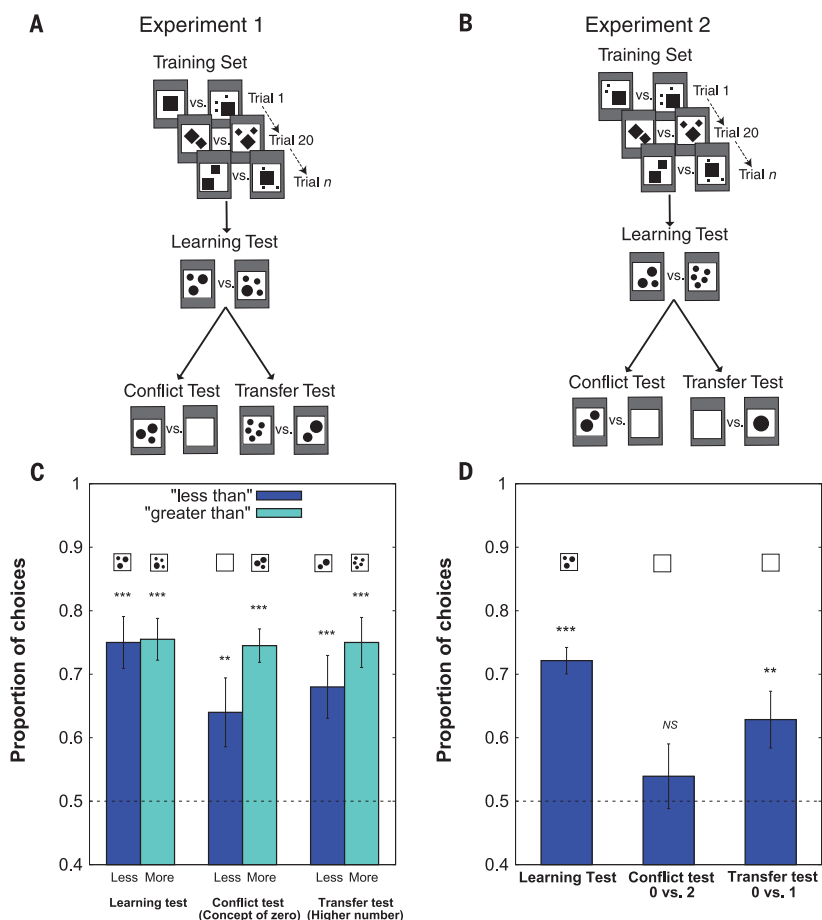 A
Experiment 1
Training Set
vs.
Trial 1
vs.
Trial 20
vs.
Trial n
Learning Test
vs.
Conflict Test
Transfer Test
vs.
vs.
B
Experiment 2
Training Set
vs.
Trial 1
vs.
Trial 20
vs.
Trial n
Learning Test
vs.
Conflict Test
Transfer Test
vs.
vs.
C
Proportion of choices
1
0.9
0.8
0.7
0.6
0.5
0.4
"less than"
"greater than"
*** *** ** *** *** ***
Less More Less More Less More
Learning test
Conflict test
(Concept of zero)
Transfer test
(Higher number)
D
Proportion of choices
1
0.9
0.8
0.7
0.6
0.5
0.4
*** NS **
Learning Test
Conflict test
0 vs. 2
Transfer test
0 vs. 1